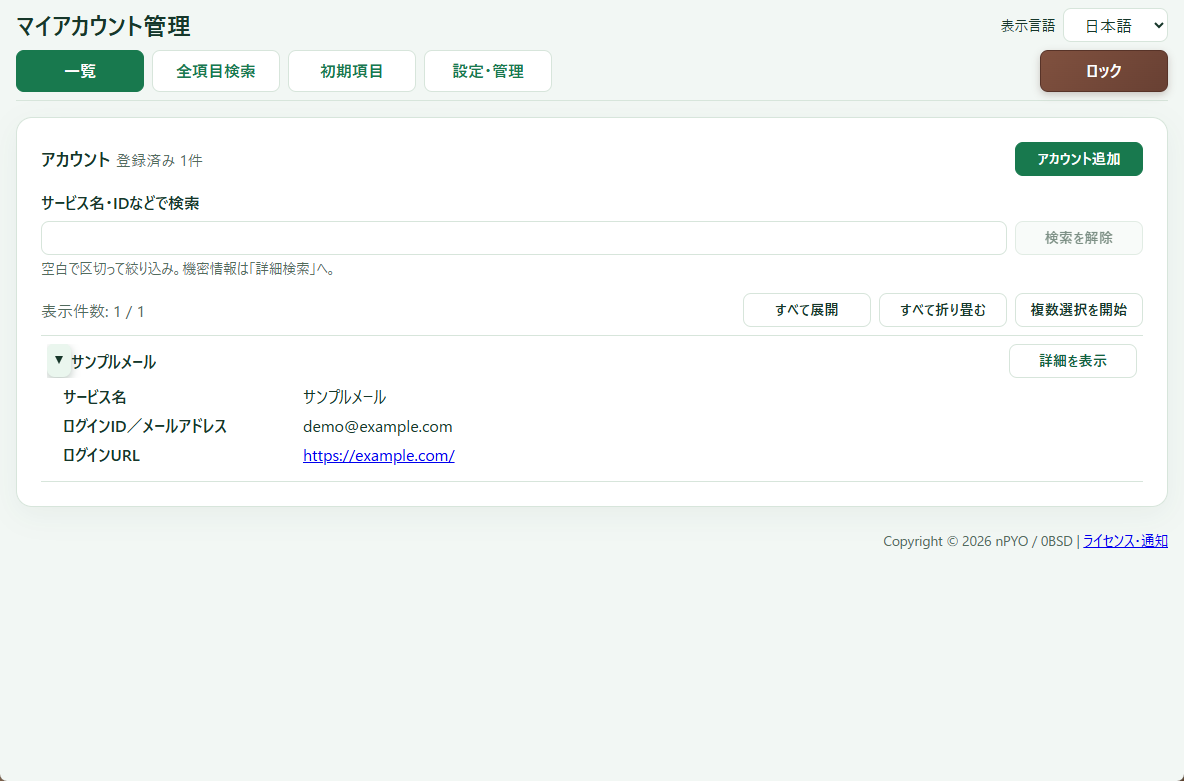 マイアカウント管理
表示言語 日本語
一覧 全項目検索 初期項目 設定・管理 ロック
アカウント 登録済み 1件 アカウント追加
サービス名・IDなどで検索
検索を解除
空白で区切って絞り込み。機密情報は「詳細検索」へ。
表示件数: 1 / 1 すべて展開 すべて折り畳む 複数選択を開始
▼ サンプルメール 詳細を表示
サービス名 サンプルメール
ログインID／メールアドレス demo@example.com
ログインURL https://example.com/
Copyright © 2026 nPYO / 0BSD | ライセンス・通知